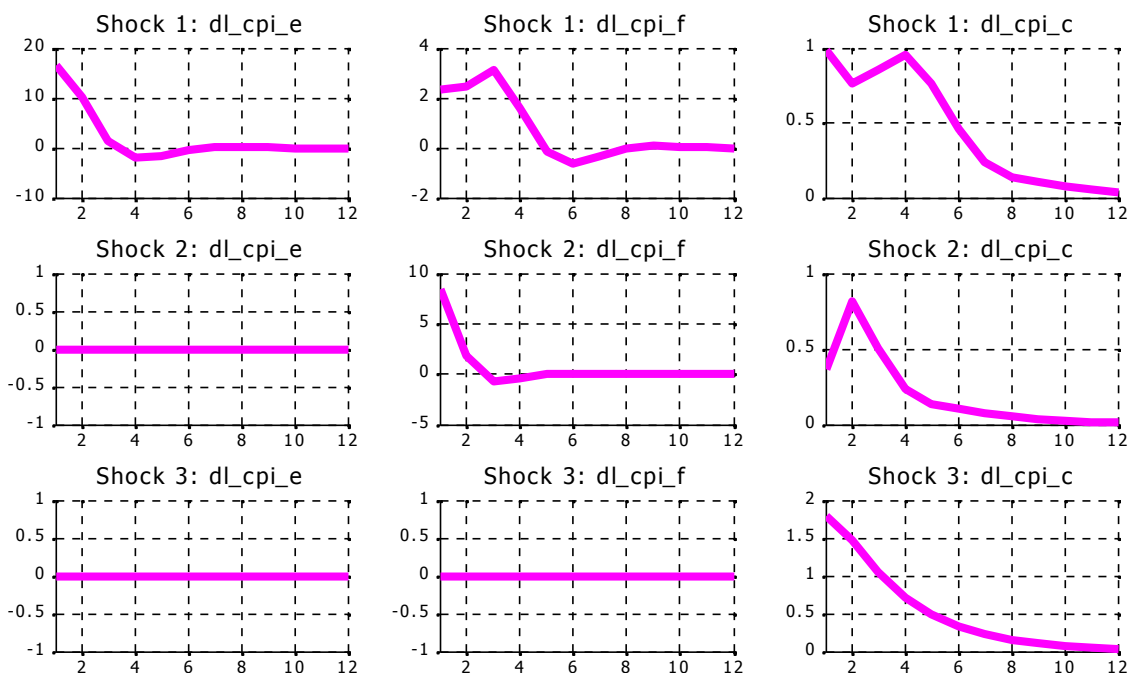 Shock 1: dl_cpi_e
20
10
0
-10
2 4 6 8 10 12
Shock 1: dl_cpi_f
4
2
0
-2
2 4 6 8 10 12
Shock 1: dl_cpi_c
1
0.5
0
2 4 6 8 10 12
Shock 2: dl_cpi_e
1
0.5
0
-0.5
-1
2 4 6 8 10 12
Shock 2: dl_cpi_f
10
5
0
-5
2 4 6 8 10 12
Shock 2: dl_cpi_c
1
0.5
0
2 4 6 8 10 12
Shock 3: dl_cpi_e
1
0.5
0
-0.5
-1
2 4 6 8 10 12
Shock 3: dl_cpi_f
1
0.5
0
-0.5
-1
2 4 6 8 10 12
Shock 3: dl_cpi_c
2
1.5
1
0.5
0
2 4 6 8 10 12